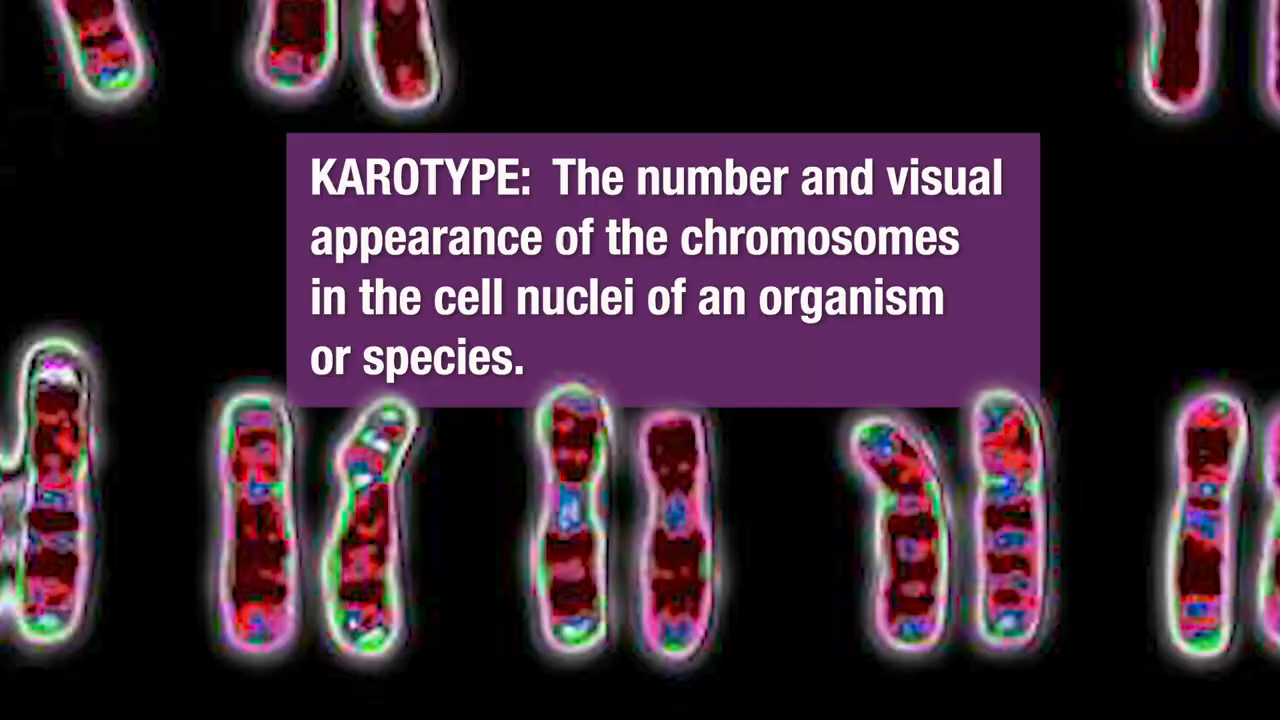 KAROTYPE: The number and visual
appearance of the chromosomes
in the cell nuclei of an organism
or species.